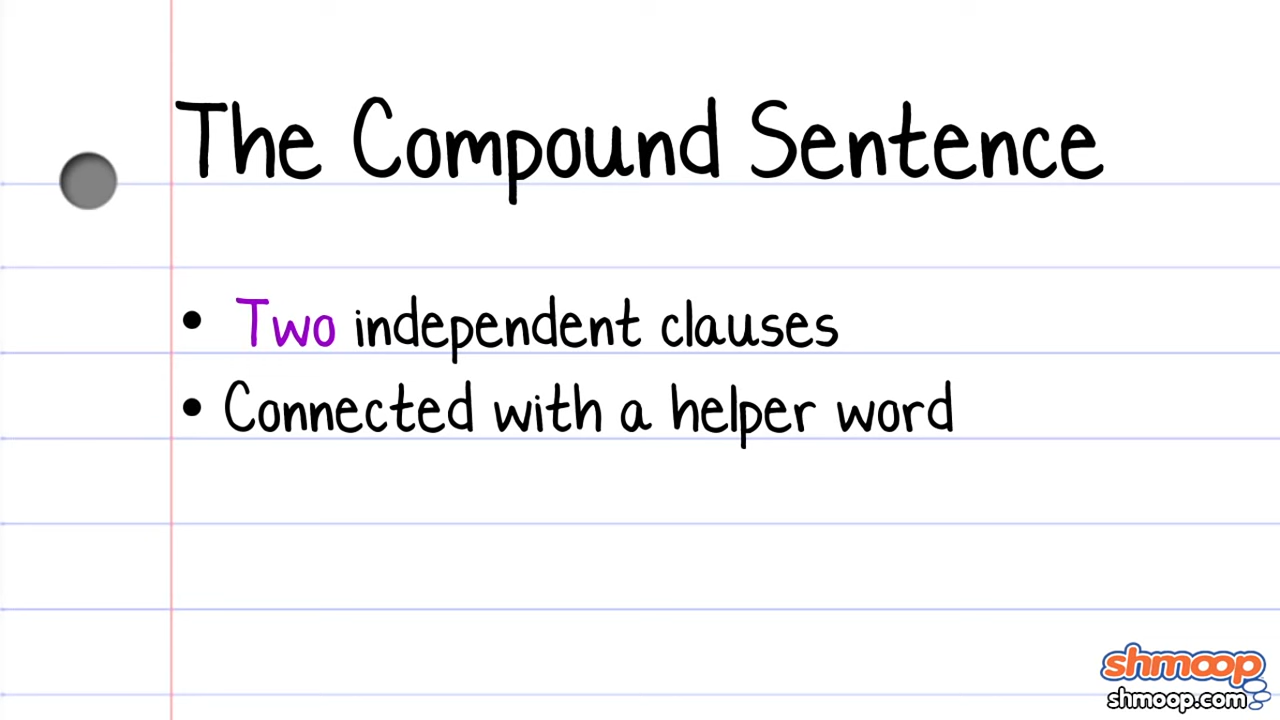 The Compound Sentence
• Two independent clauses
• Connected with a helper word
shmoop
shmoop.com